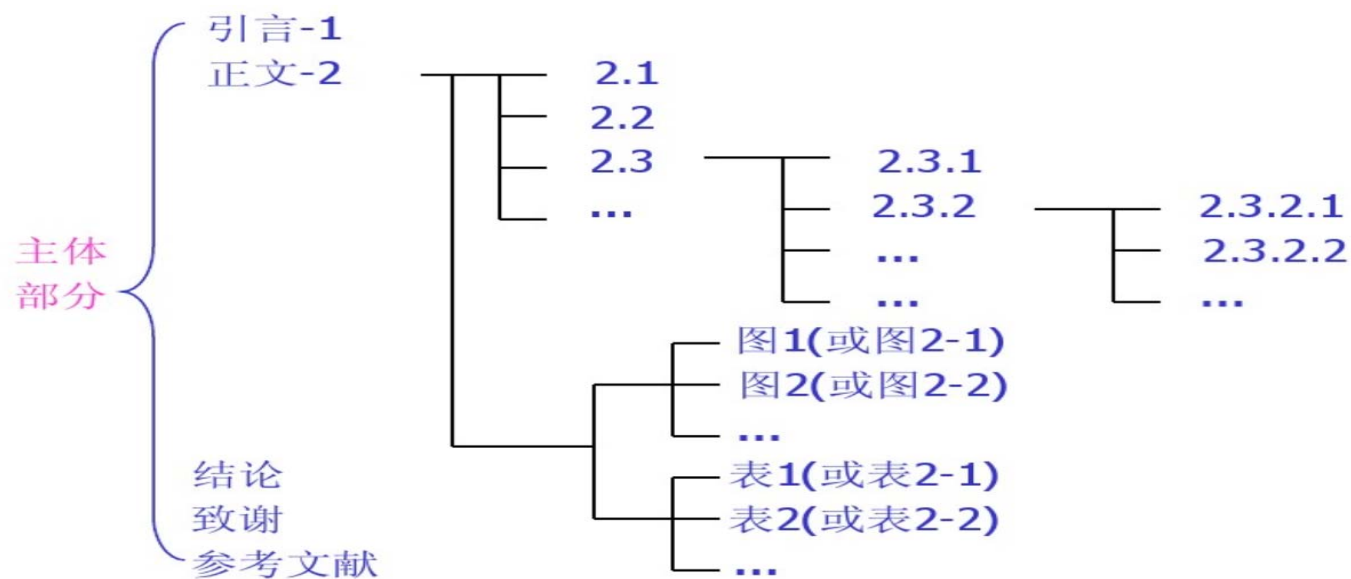 引言-1
正文-2
2.1
2.2
2.3
...
2.3.1
2.3.2
...
...
2.3.2.1
2.3.2.2
...
主体
部分
图1(或图2-1)
图2(或图2-2)
...
表1(或表2-1)
表2(或表2-2)
...
结论
致谢
参考文献